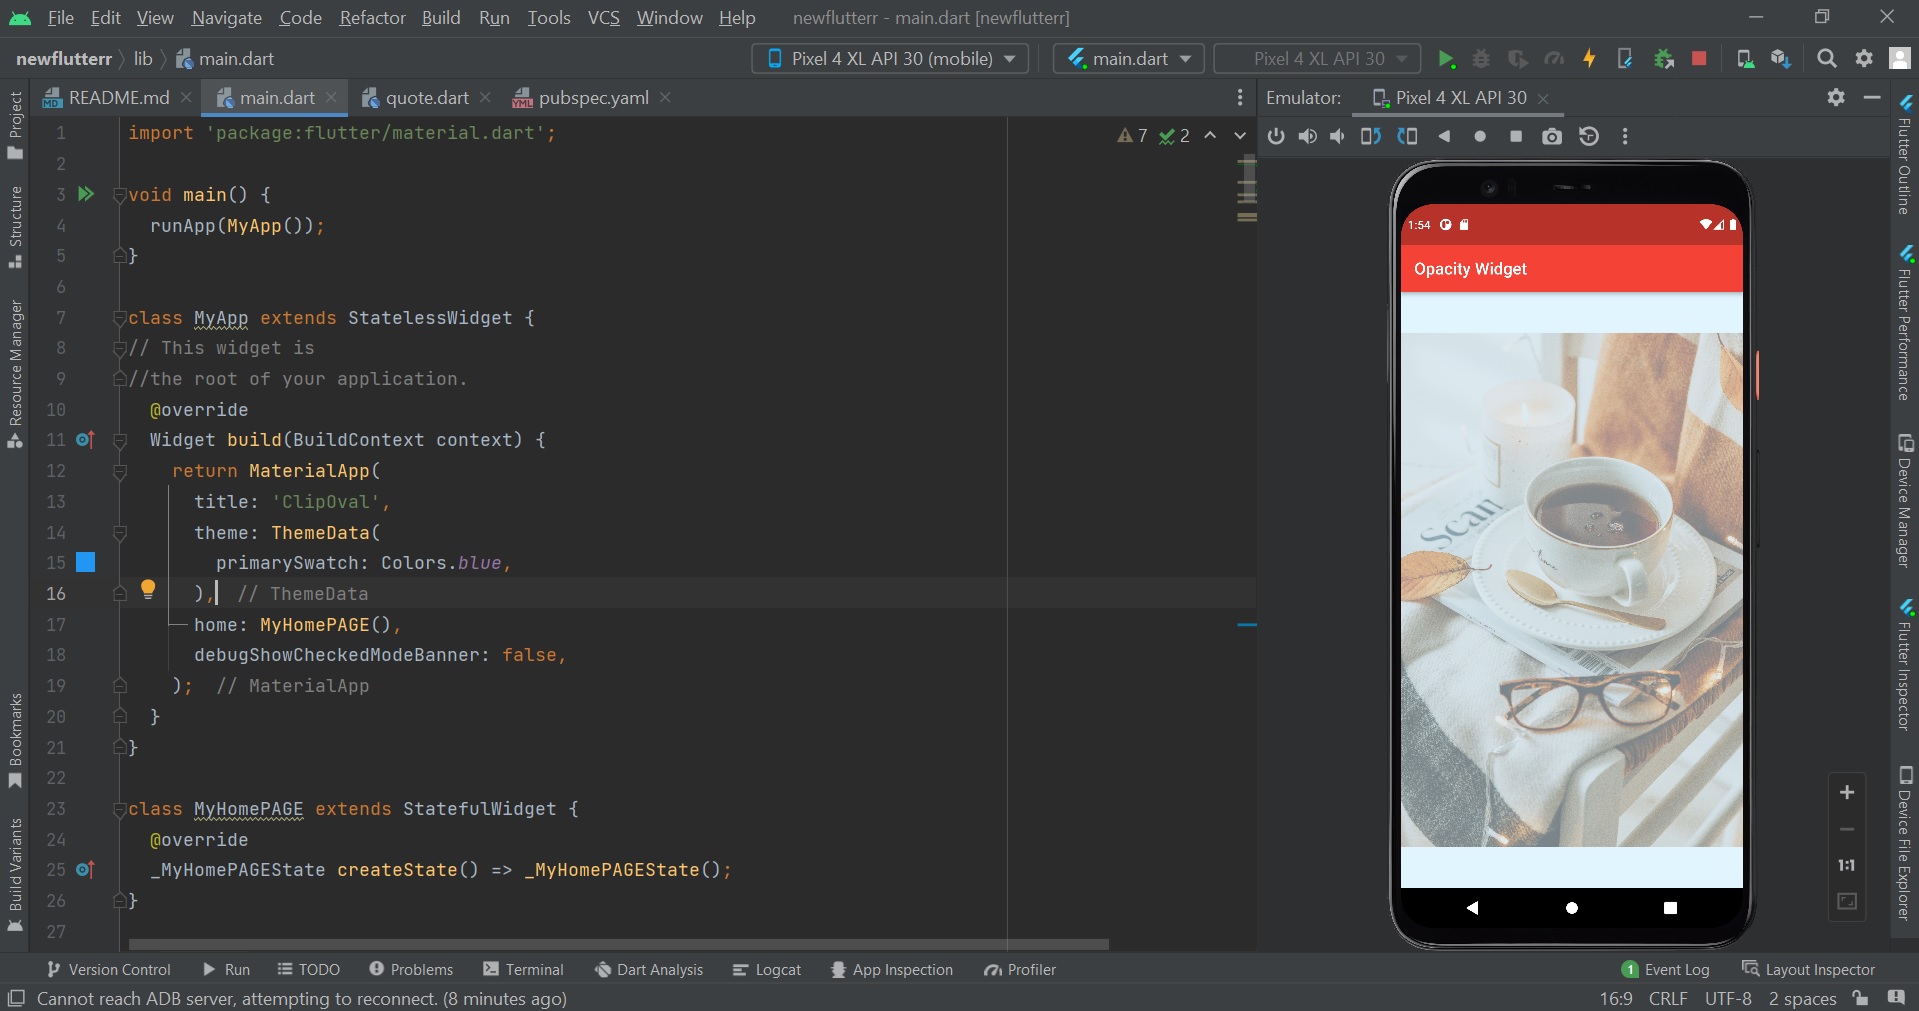 File Edit View Navigate Code Refactor Build Run Tools VCS Window Help newflutterr - main.dart [newflutterr]
newflutterr lib main.dart Pixel 4 XL API 30 (mobile) main.dart Pixel 4 XL API 30
README.md main.dart quote.dart pubspec.yaml Emulator: Pixel 4 XL API 30
Project
Structure
Resource Manager
Bookmarks
Build Variants
7 2
1 import 'package:flutter/material.dart';
2
3 void main() {
4 runApp(MyApp());
5 }
6
7 class MyApp extends StatelessWidget {
8 // This widget is
9 //the root of your application.
10 @override
11 Widget build(BuildContext context) {
12 return MaterialApp(
13 title: 'ClipOval',
14 theme: ThemeData(
15 primarySwatch: Colors.blue,
16 ), // ThemeData
17 home: MyHomePAGE(),
18 debugShowCheckedModeBanner: false,
19 ); // MaterialApp
20 }
21 }
22
23 class MyHomePAGE extends StatefulWidget {
24 @override
25 _MyHomePAGEState createState() => _MyHomePAGEState();
26 }
27
1:54
Opacity Widget
Scan
1:1
Flutter Outline
Flutter Performance
Device Manager
Flutter Inspector
Device File Explorer
Version Control Run TODO Problems Terminal Dart Analysis Logcat App Inspection Profiler 1 Event Log Layout Inspector
Cannot reach ADB server, attempting to reconnect. (8 minutes ago) 16:9 CRLF UTF-8 2 spaces